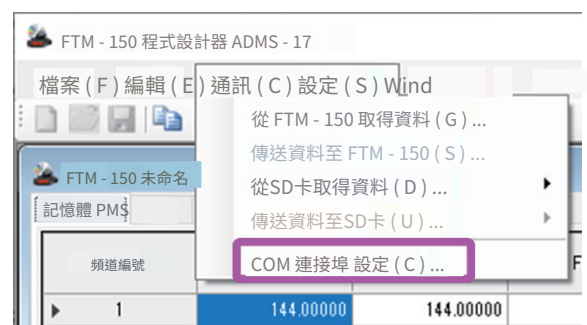 FTM - 150 程式設計器 ADMS - 17
檔案 ( F ) 編輯 ( E ) 通訊 ( C ) 設定 ( S ) Wind
從 FTM - 150 取得資料 ( G ) ...
傳送資料至 FTM - 150 ( S ) ...
從SD卡取得資料 ( D ) ...
傳送資料至SD卡 ( U ) ...
COM 連接埠 設定 ( C ) ...
FTM - 150 未命名
記憶體 PMS
頻道編號
F
1 144.00000 144.00000